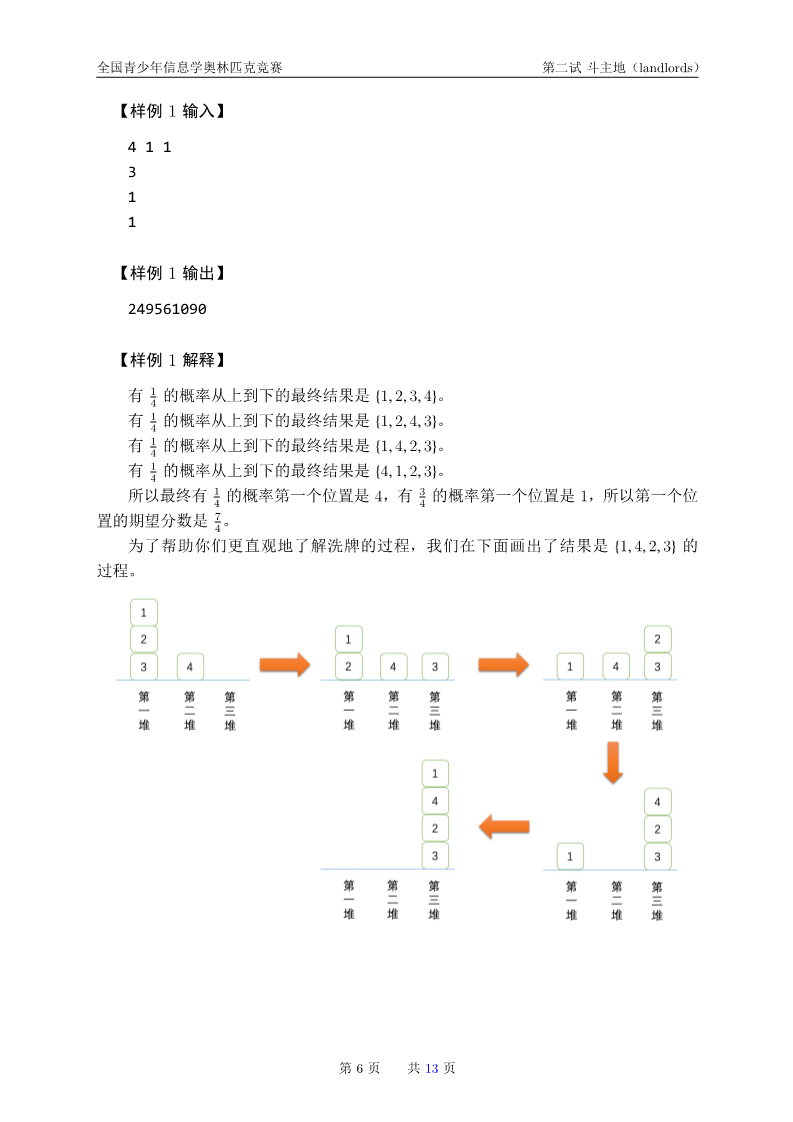 全国青少年信息学奥林匹克竞赛 第二试 斗主地（landlords）
【样例 1 输入】
4 1 1
3
1
1
【样例 1 输出】
249561090
【样例 1 解释】
有 1/4 的概率从上到下的最终结果是 {1, 2, 3, 4}。
有 1/4 的概率从上到下的最终结果是 {1, 2, 4, 3}。
有 1/4 的概率从上到下的最终结果是 {1, 4, 2, 3}。
有 1/4 的概率从上到下的最终结果是 {4, 1, 2, 3}。
所以最终有 1/4 的概率第一个位置是 4，有 3/4 的概率第一个位置是 1，所以第一个位
置的期望分数是 7/4。
为了帮助你们更直观地了解洗牌的过程，我们在下面画出了结果是 {1, 4, 2, 3} 的
过程。
1
2
3 4
第一堆 第二堆 第三堆
1
2 4 3
第一堆 第二堆 第三堆
2
1 4 3
第一堆 第二堆 第三堆
1
4
2
3
第一堆 第二堆 第三堆
4
2
1 3
第一堆 第二堆 第三堆
第 6 页 共 13 页